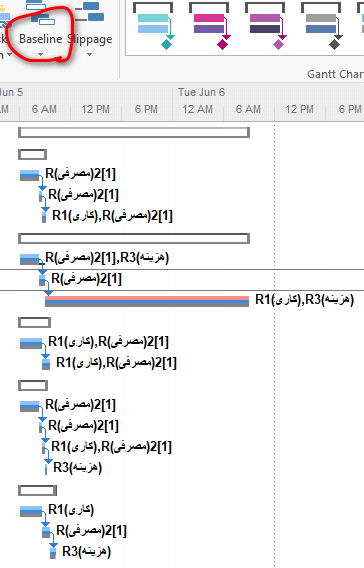 sk Baseline Slippage
Gantt Char
Jun 5 Tue Jun 6
AM 6 AM 12 PM 6 PM 12 AM 6 AM 12 PM 6 PM
R(مصرفی)2[1]
R(مصرفی)2[1]
R1(کاری),R(مصرفی)2[1]
R(مصرفی)2[1],R3(هزینه)
R(مصرفی)2[1]
R1(کاری),R3(هزینه)
R1(کاری),R(مصرفی)2[1]
R1(کاری),R(مصرفی)2[1]
R(مصرفی)2[1]
R(مصرفی)2[1]
R1(کاری),R(مصرفی)2[1]
R3(هزینه)
R1(کاری)
R(مصرفی)2[1]
R3(هزینه)